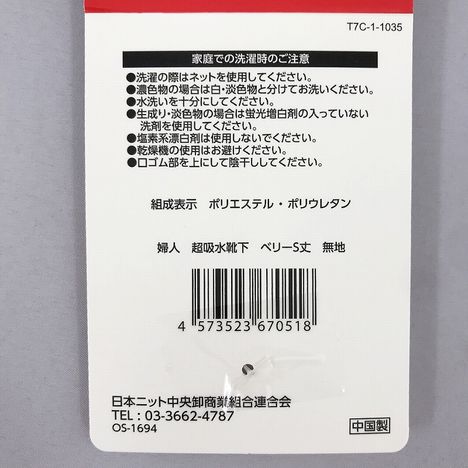 T7C-1-1035
家庭での洗濯時のご注意
●洗濯の際はネットを使用してください。
●濃色物の場合は白・淡色物と分けてお洗いください。
●水洗いを十分にしてください。
●生成り・淡色物の場合は蛍光増白剤の入っていない
洗剤を使用してください。
●塩素系漂白剤は使用しないでください。
●乾燥機の使用はお避けください。
●口ゴム部を上にして陰干ししてください。
組成表示 ポリエステル・ポリウレタン
婦人 超吸水靴下 ベリーS丈 無地
4 573523 670518
日本ニット中央卸商業組合連合会
TEL : 03-3662-4787
OS-1694
中国製